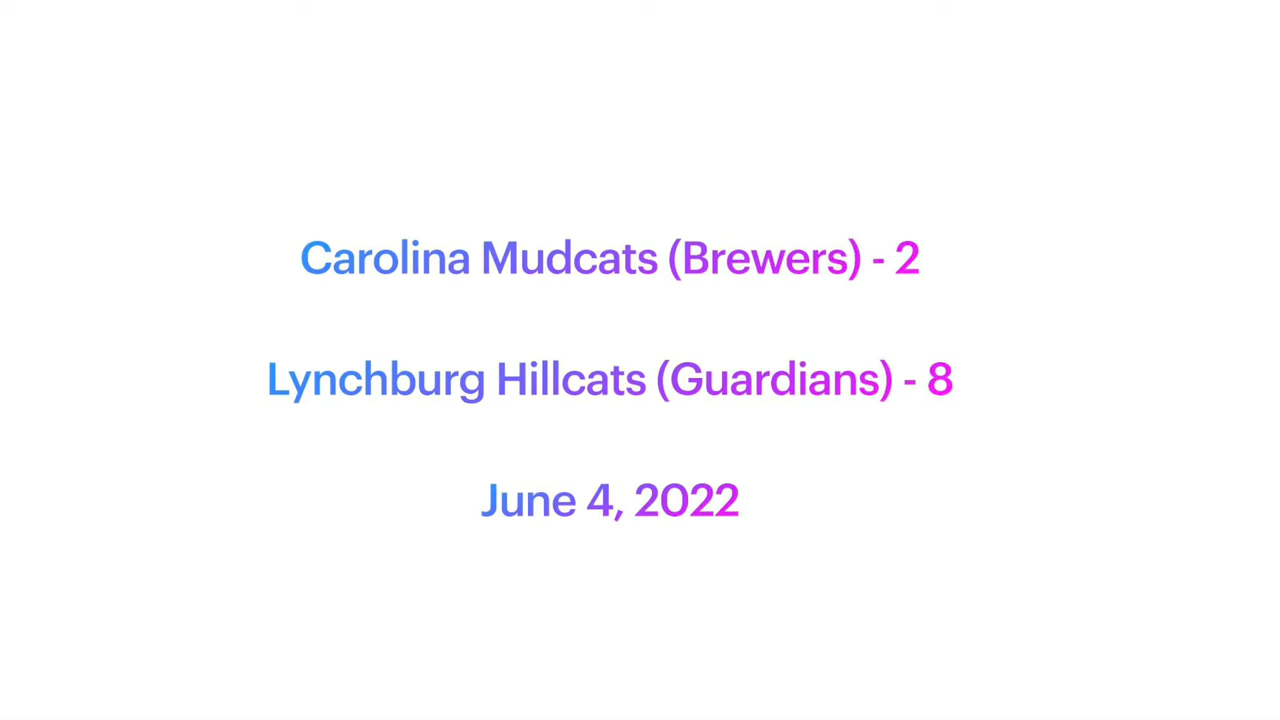 Carolina Mudcats (Brewers) - 2
Lynchburg Hillcats (Guardians) - 8
June 4, 2022